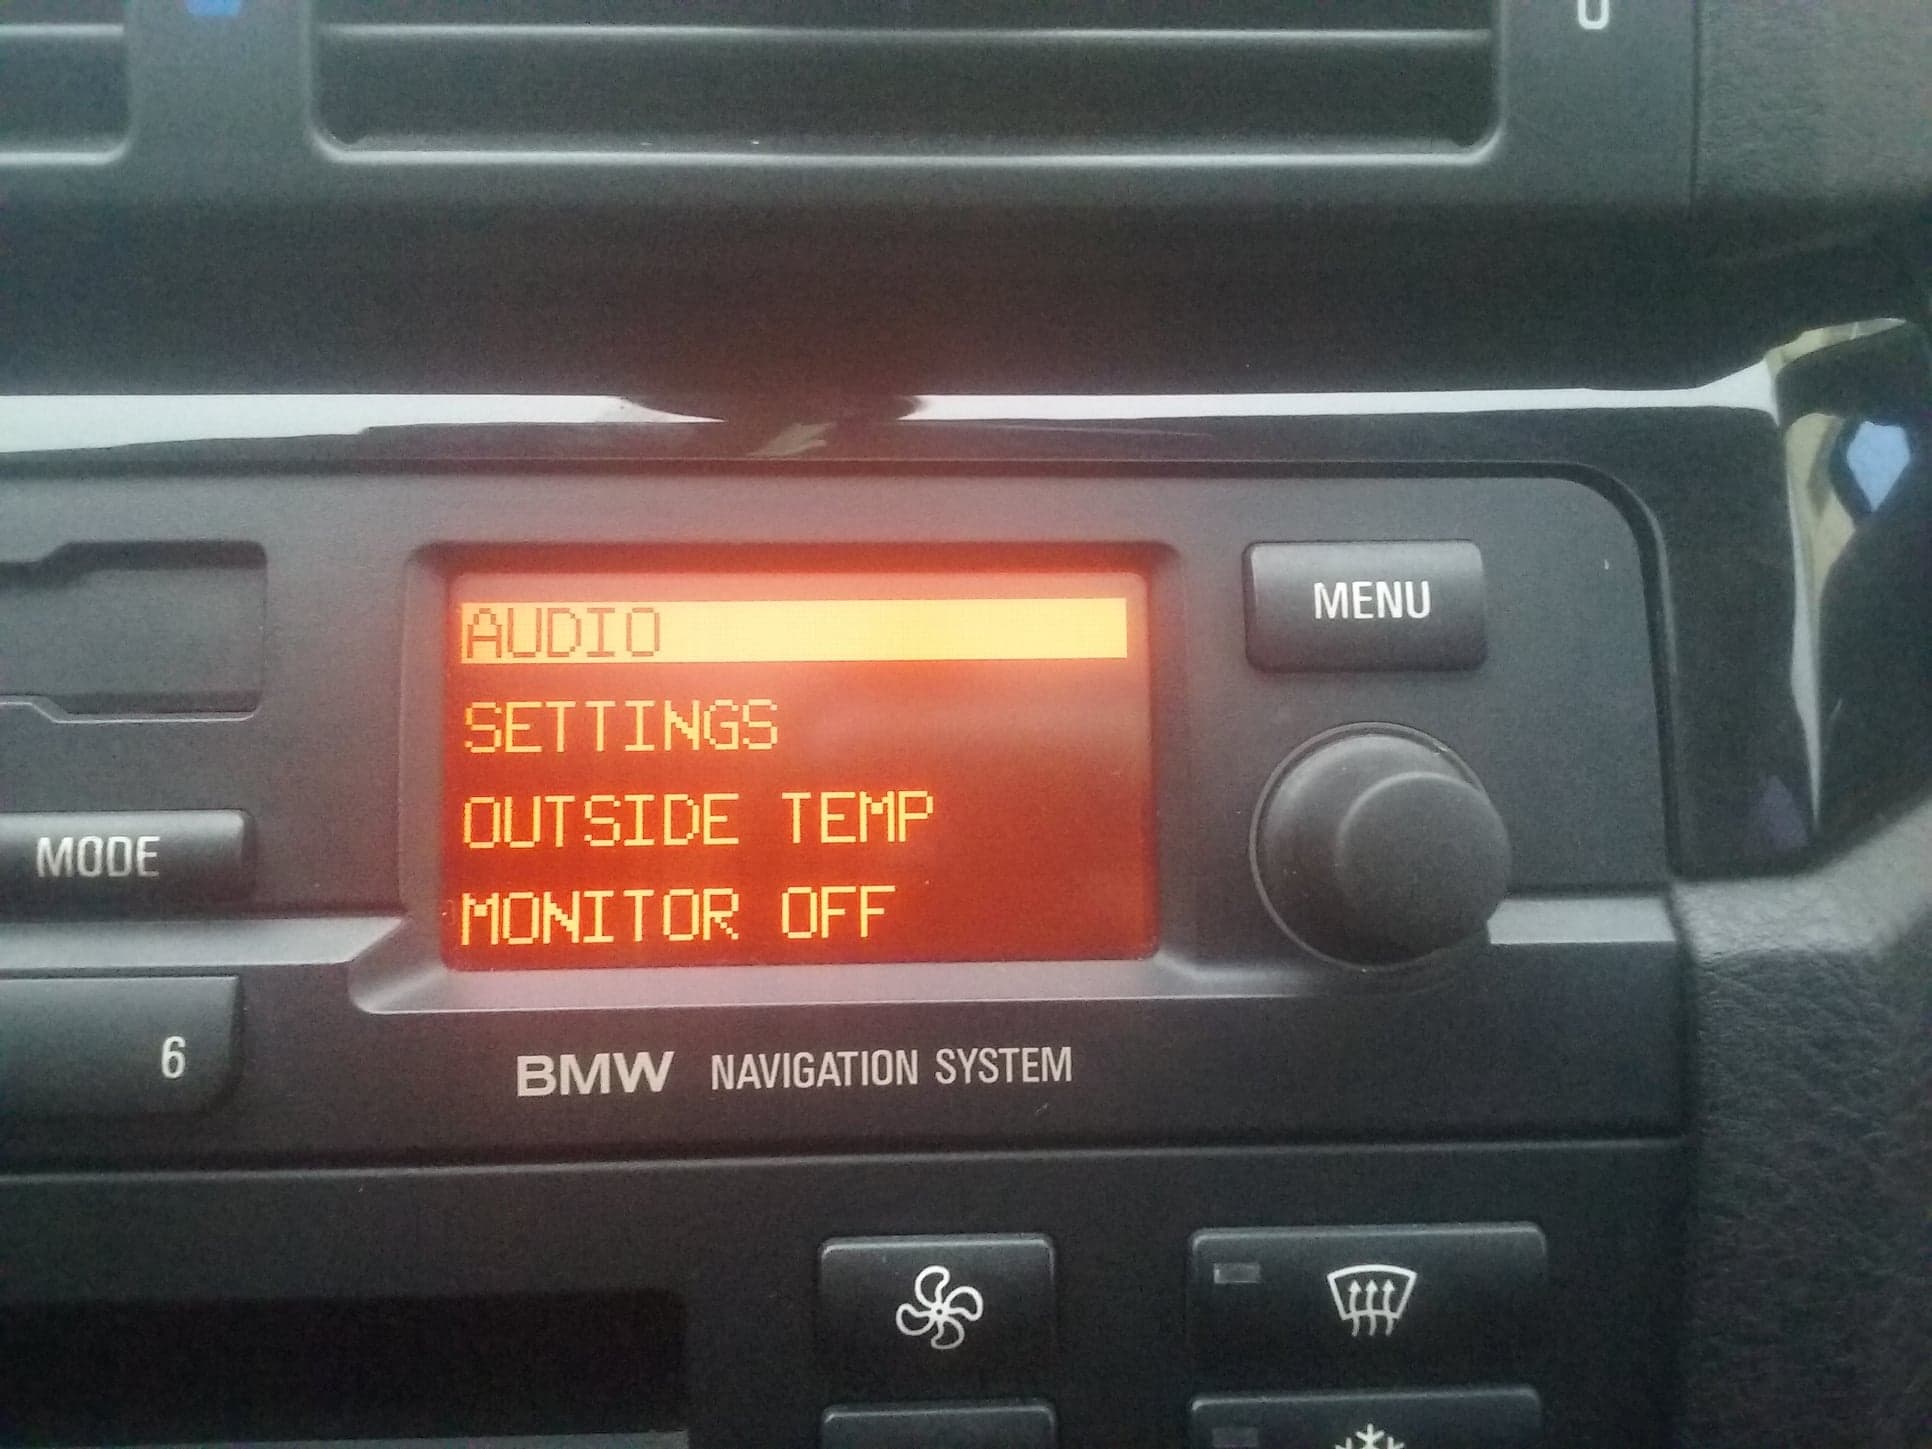 AUDIO
SETTINGS
OUTSIDE TEMP
MONITOR OFF
MENU
MODE
6
BMW NAVIGATION SYSTEM